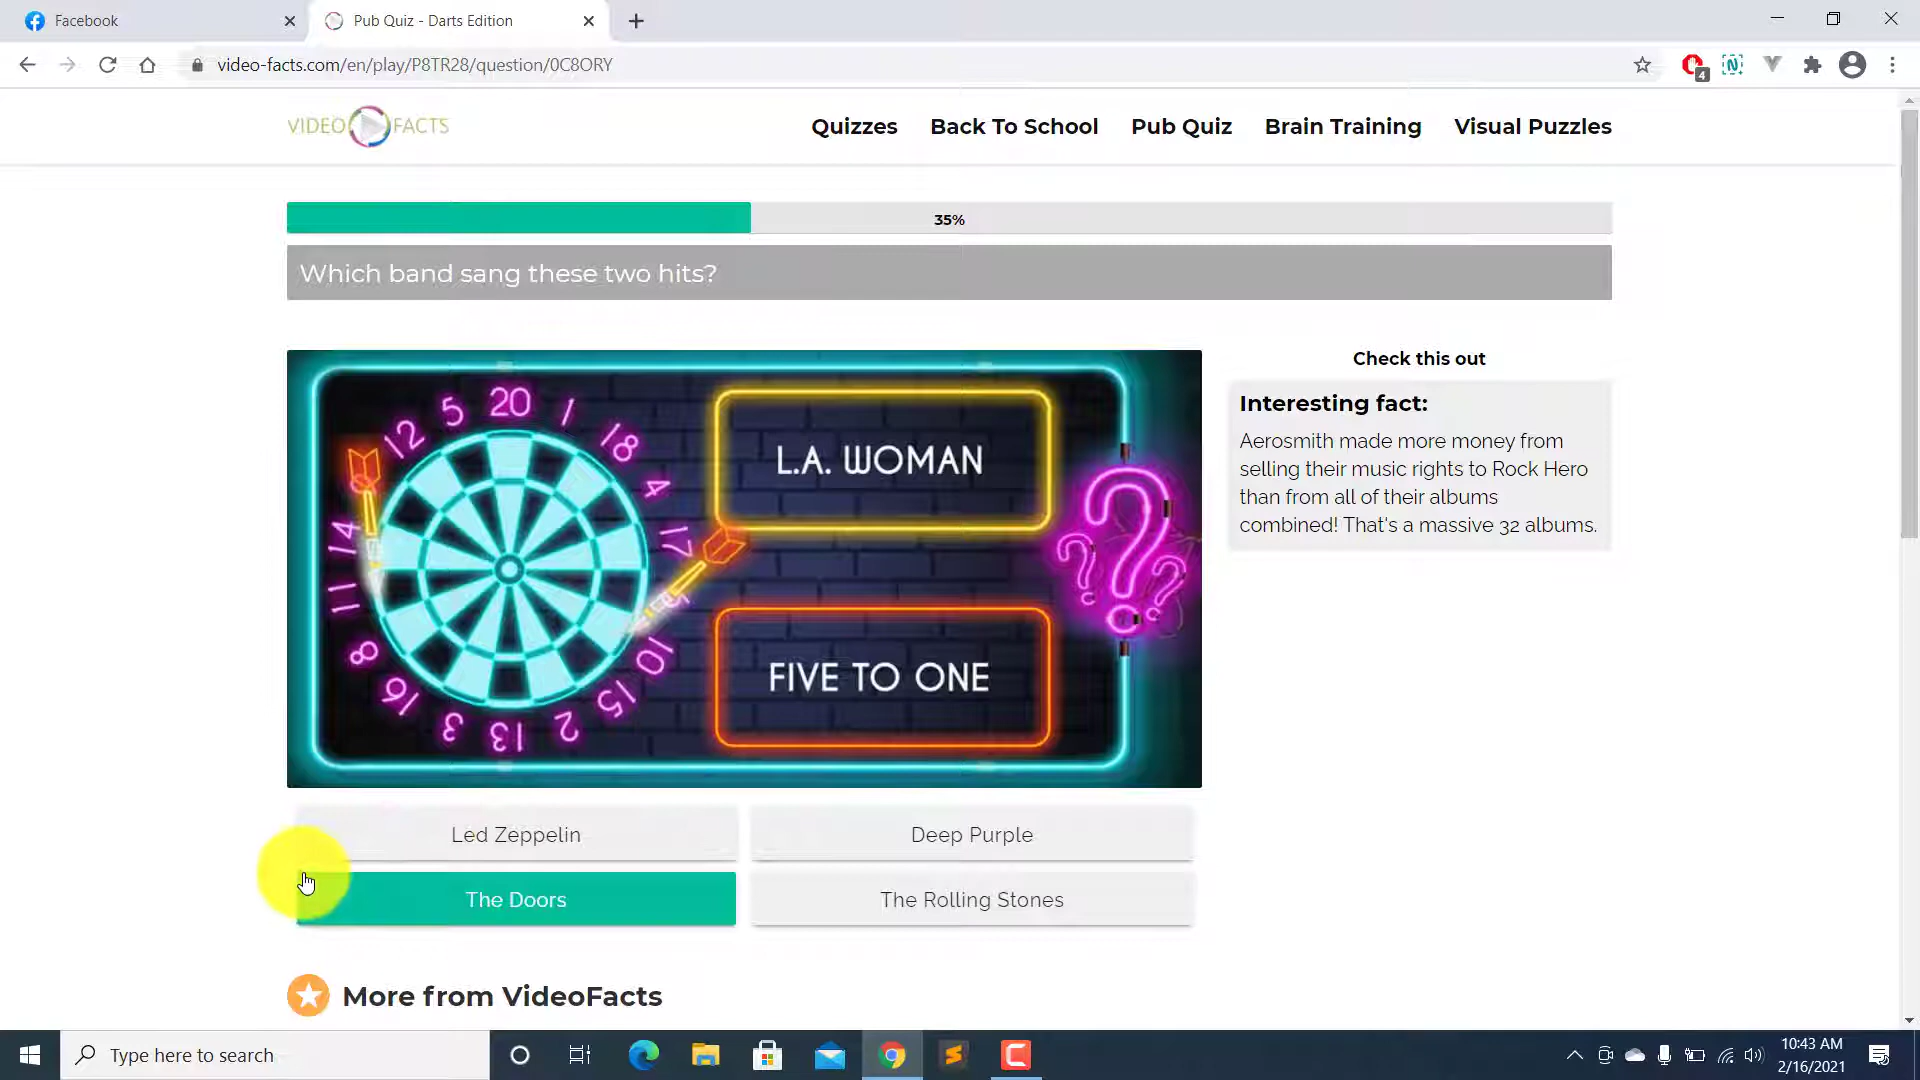 Facebook
Pub Quiz - Darts Edition
video-facts.com/en/play/P8TR28/question/0C8ORY
4
VIDEO FACTS
Quizzes
Back To School
Pub Quiz
Brain Training
Visual Puzzles
35%
Which band sang these two hits?
20
1
18
4
17
10
15
2
13
3
16
8
11
14
12
5
L.A. WOMAN
FIVE TO ONE
???
Check this out
Interesting fact:
Aerosmith made more money from
selling their music rights to Rock Hero
than from all of their albums
combined! That's a massive 32 albums.
Led Zeppelin
Deep Purple
The Doors
The Rolling Stones
More from VideoFacts
Type here to search
10:43 AM
2/16/2021